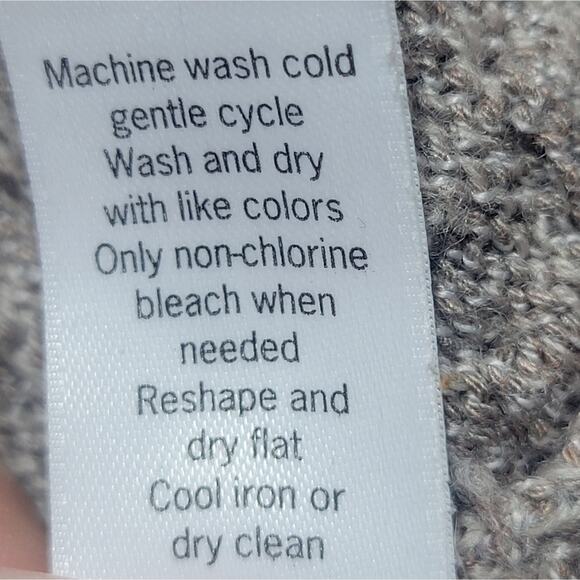 Machine wash cold
gentle cycle
Wash and dry
with like colors
Only non-chlorine
bleach when
needed
Reshape and
dry flat
Cool iron or
dry clean